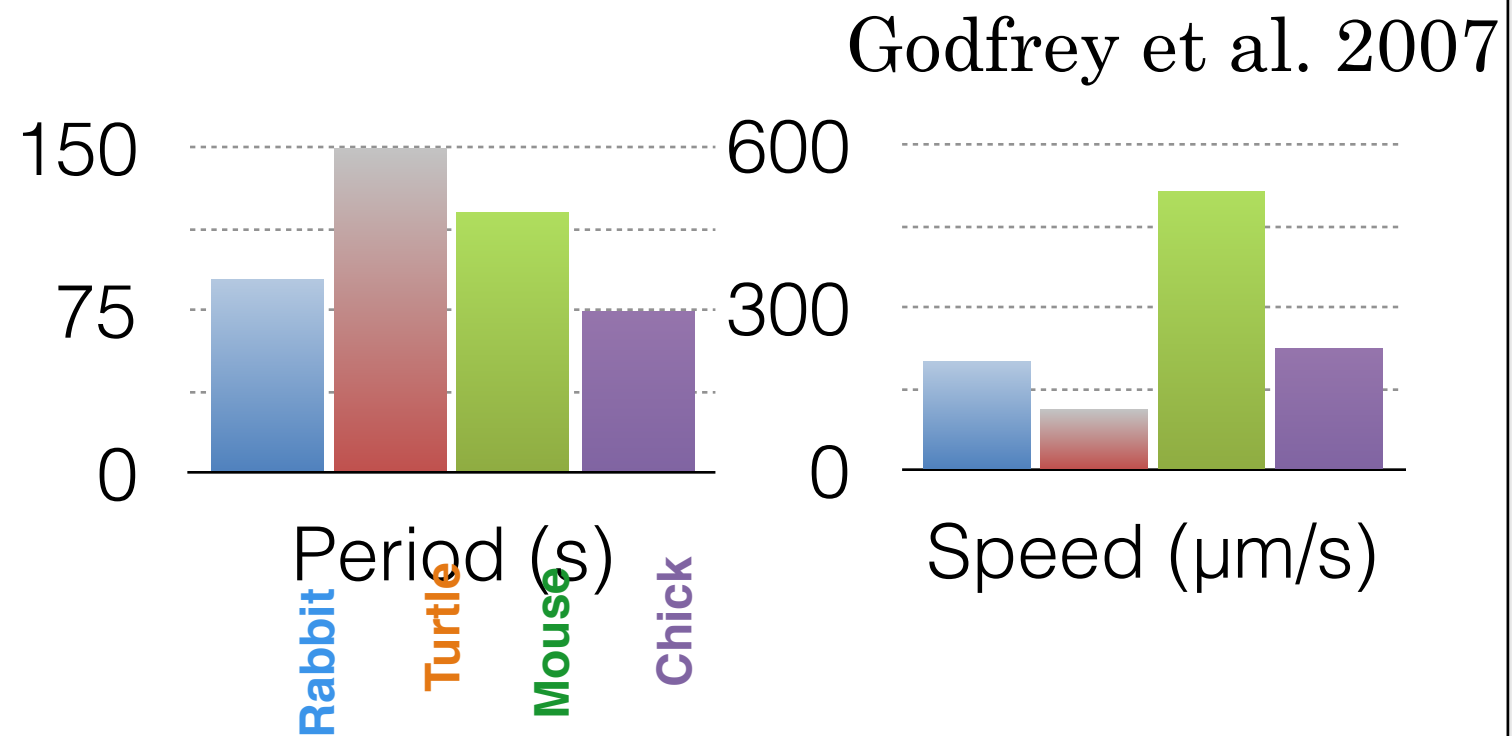 Godfrey et al. 2007
150
75
0
Period (s)
Rabbit
Turtle
Mouse
Chick
600
300
0
Speed (μm/s)